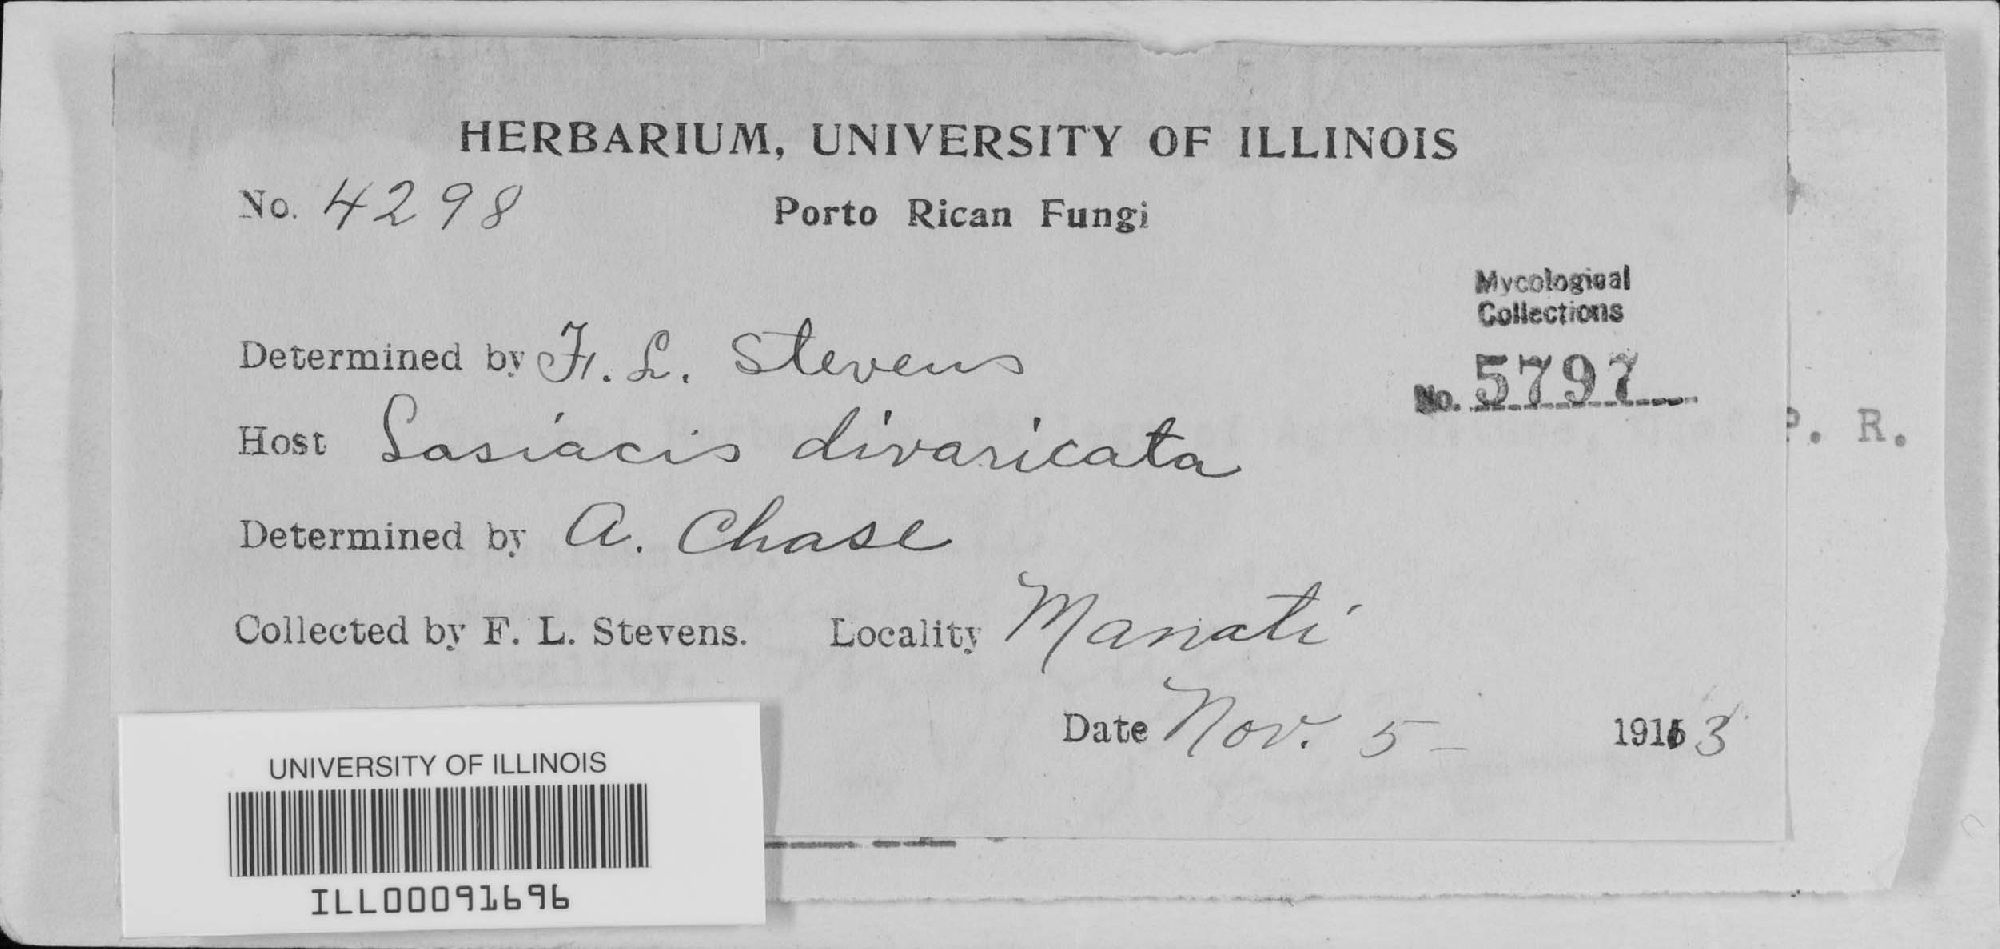 HERBARIUM, UNIVERSITY OF ILLINOIS
No. 4298 Porto Rican Fungi
Mycological
Collections
No. 5797
Determined by F. L. Stevens
Host Lasiacis divaricata
P. R.
Determined by A. Chase
Collected by F. L. Stevens. Locality Manati
Date Nov. 5- 1913
UNIVERSITY OF ILLINOIS
ILL00091696